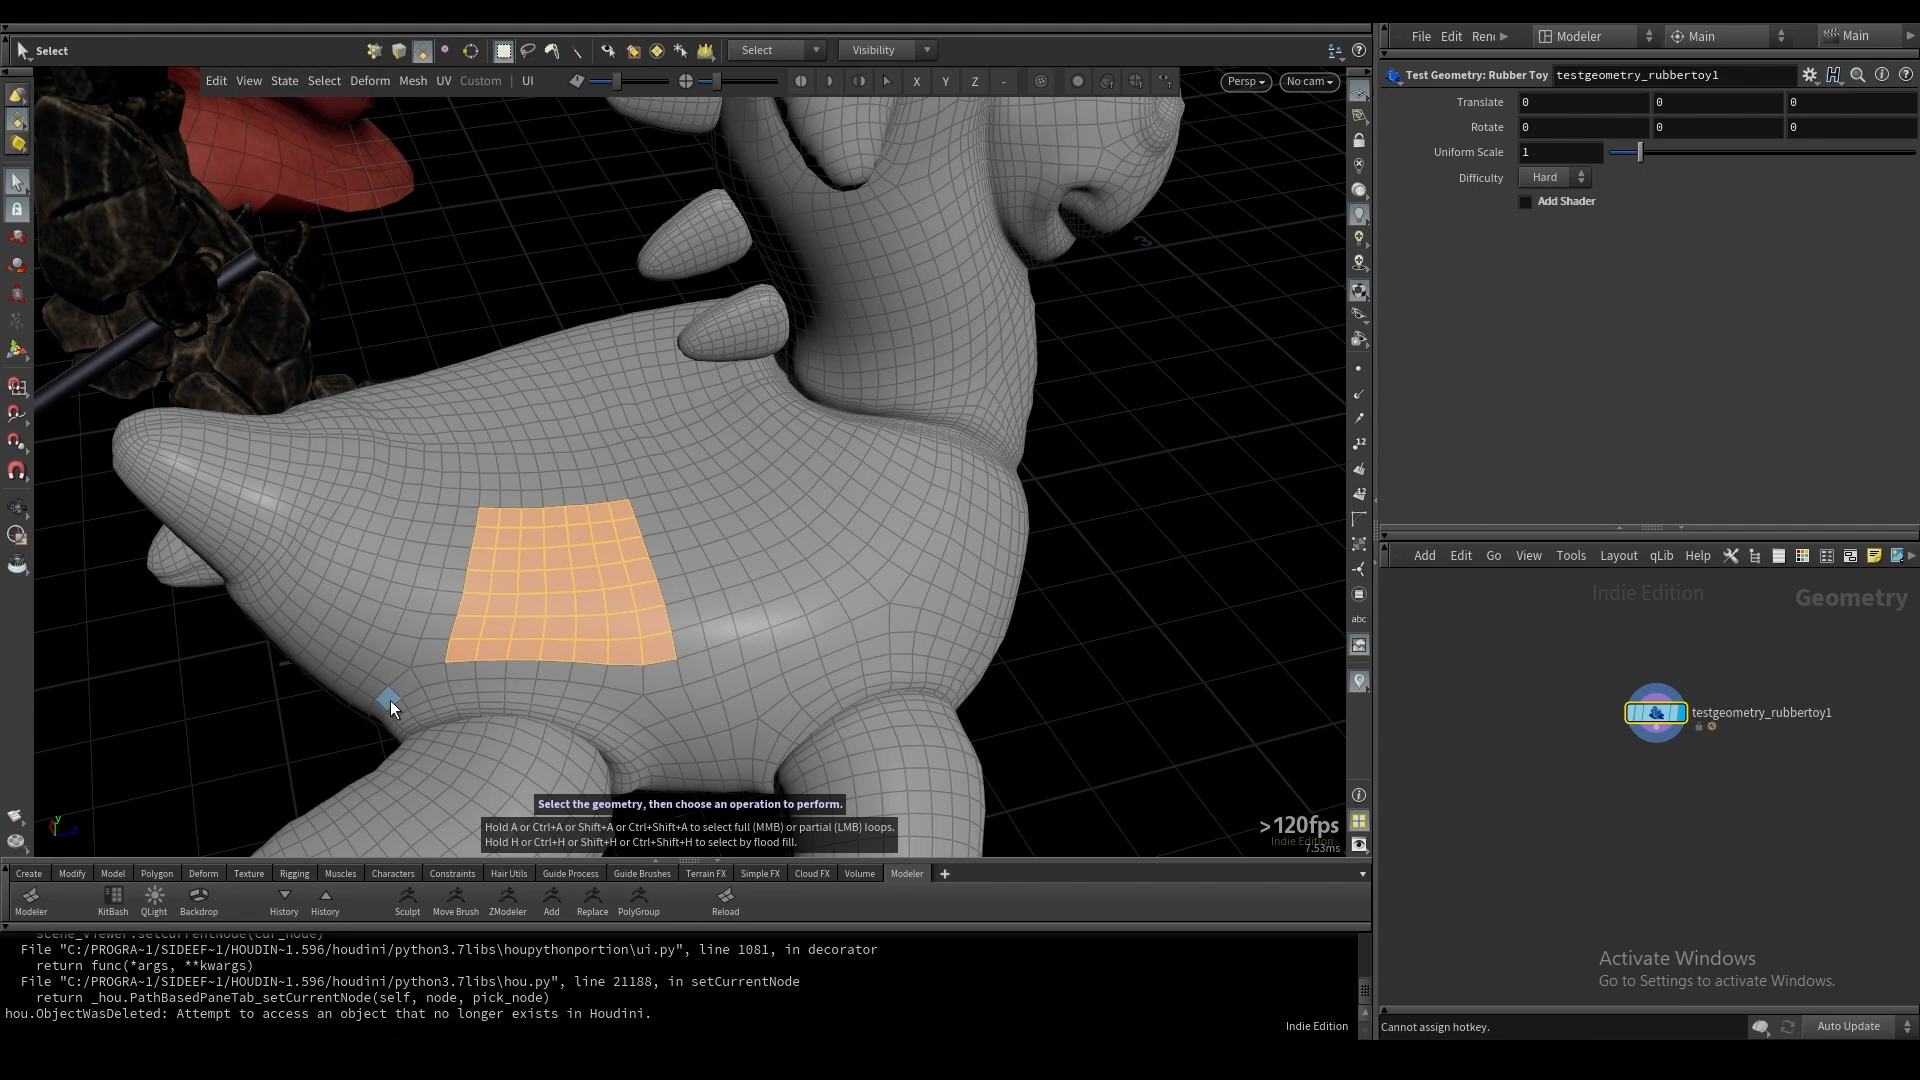 Select
Select
Visibility
File Edit Ren
Modeler
Main
Main
Edit View State Select Deform Mesh UV Custom | UI
X Y Z -
Persp
No cam
Test Geometry: Rubber Toy
testgeometry_rubbertoy1
Translate 0 0 0
Rotate 0 0 0
Uniform Scale 1
Difficulty Hard
Add Shader
12
12
abc
Add Edit Go View Tools Layout qLib Help
Indie Edition
Geometry
testgeometry_rubbertoy1
Select the geometry, then choose an operation to perform.
Hold A or Ctrl+A or Shift+A or Ctrl+Shift+A to select full (MMB) or partial (LMB) loops.
Hold H or Ctrl+H or Shift+H or Ctrl+Shift+H to select by flood fill.
>120fps
Indie Edition
7.53ms
y
z
Create Modify Model Polygon Deform Texture Rigging Muscles Characters Constraints Hair Utils Guide Process Guide Brushes Terrain FX Simple FX Cloud FX Volume Modeler
Modeler KitBash QLight Backdrop History History Sculpt Move Brush ZModeler Add Replace PolyGroup Reload
scene_viewer.setCurrentNode(cur_node)
File "C:/PROGRA~1/SIDEEF~1/HOUDIN~1.596/houdini/python3.7libs\houpythonportion\ui.py", line 1081, in decorator
return func(*args, **kwargs)
File "C:/PROGRA~1/SIDEEF~1/HOUDIN~1.596/houdini/python3.7libs\hou.py", line 21188, in setCurrentNode
return _hou.PathBasedPaneTab_setCurrentNode(self, node, pick_node)
hou.ObjectWasDeleted: Attempt to access an object that no longer exists in Houdini.
Indie Edition
Activate Windows
Go to Settings to activate Windows.
Cannot assign hotkey.
Auto Update